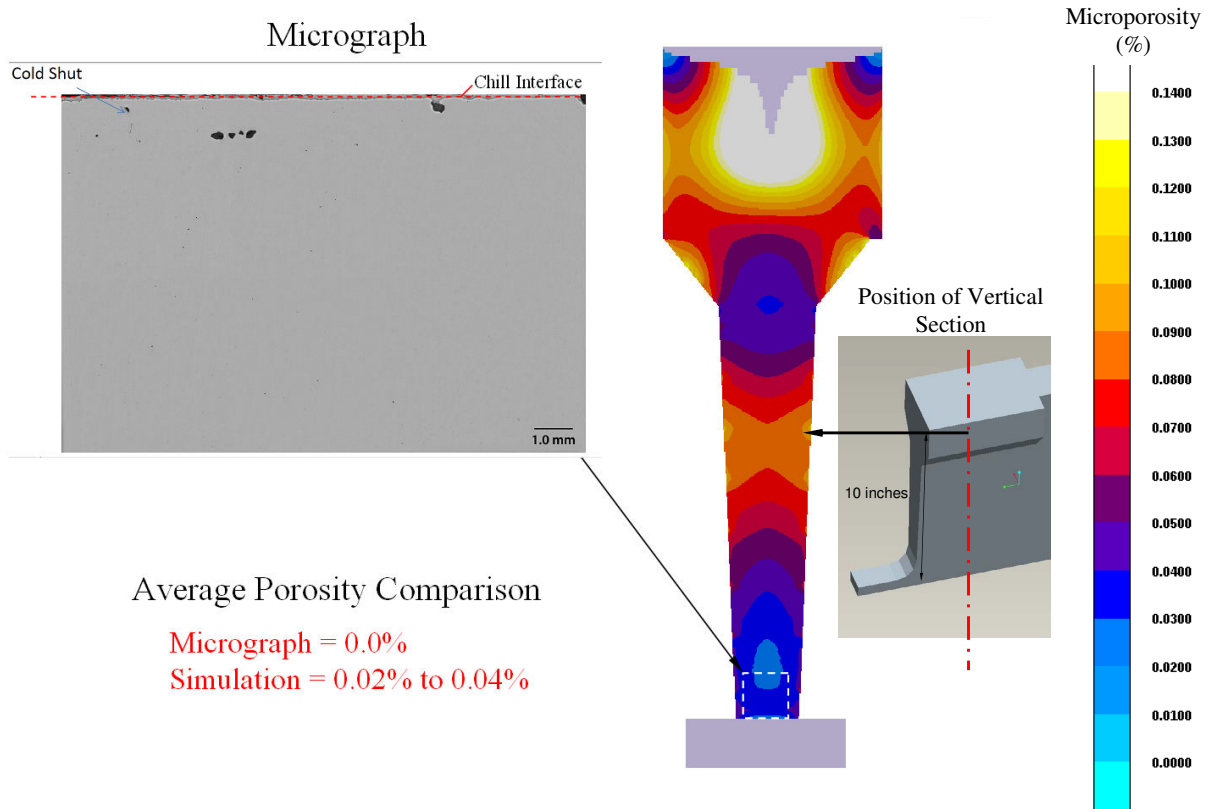 Micrograph
Cold Shut
Chill Interface
1.0 mm
Average Porosity Comparison
Micrograph = 0.0%
Simulation = 0.02% to 0.04%
Position of Vertical
Section
10 inches
Microporosity
(%)
0.1400
0.1300
0.1200
0.1100
0.1000
0.0900
0.0800
0.0700
0.0600
0.0500
0.0400
0.0300
0.0200
0.0100
0.0000